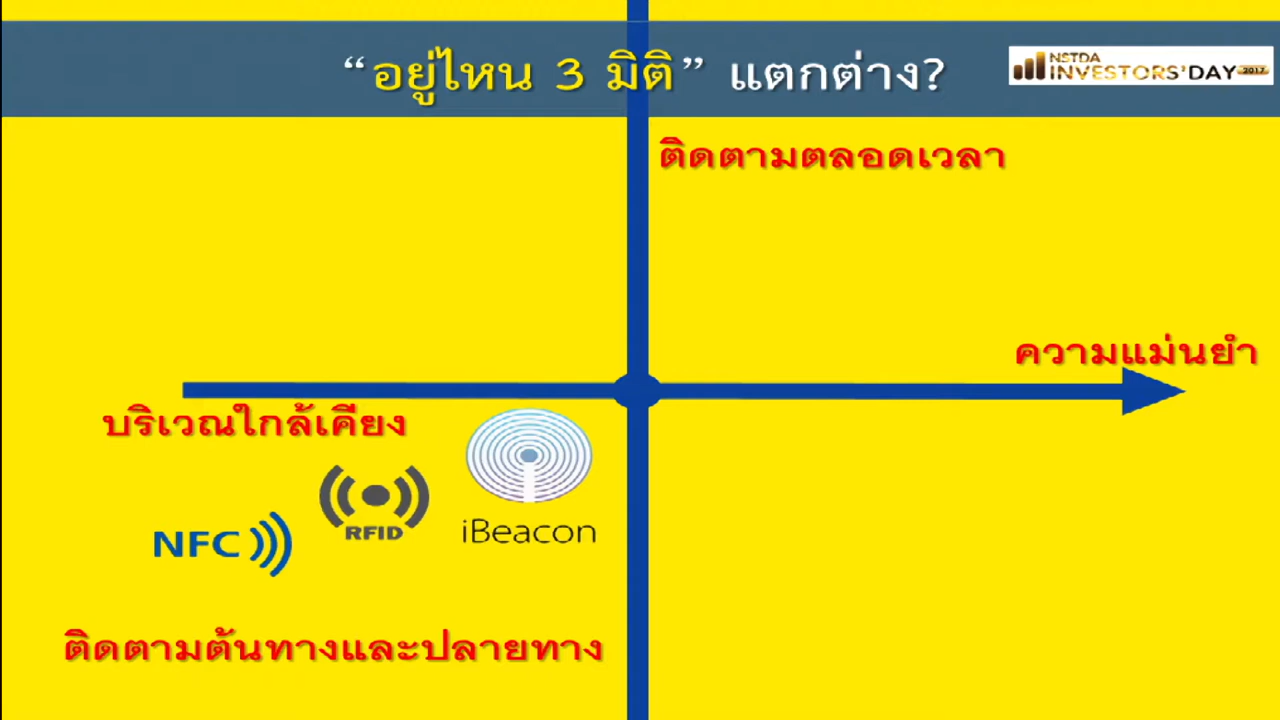 “อยู่ไหน 3 มิติ” แตกต่าง?
NSTDA
INVESTORS' DAY 2017
ติดตามตลอดเวลา
ความแม่นยำ
บริเวณใกล้เคียง
RFID
iBeacon
NFC
ติดตามต้นทางและปลายทาง